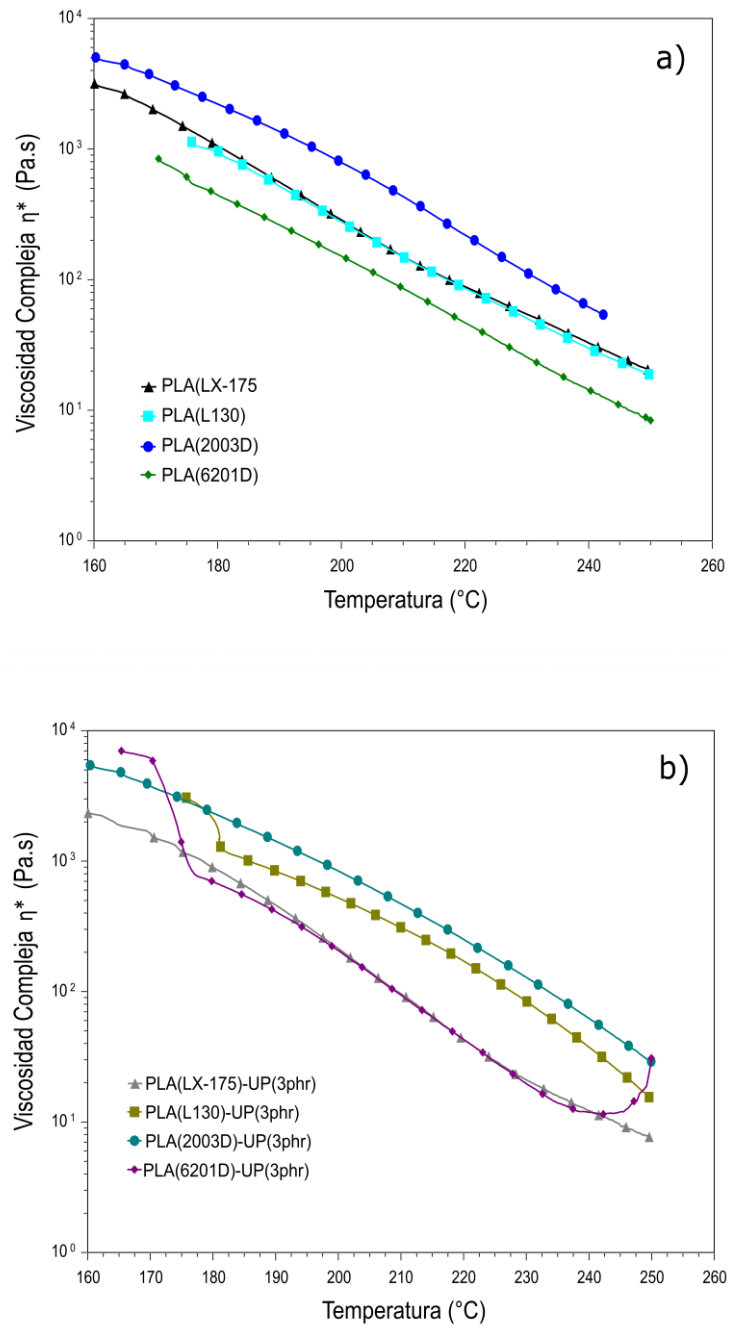 a)
10⁴
10³
10²
10¹
10⁰
Viscosidad Compleja η* (Pa.s)
PLA(LX-175
PLA(L130)
PLA(2003D)
PLA(6201D)
160 180 200 220 240 260
Temperatura (°C)
b)
10⁴
10³
10²
10¹
10⁰
Viscosidad Compleja η* (Pa.s)
PLA(LX-175)-UP(3phr)
PLA(L130)-UP(3phr)
PLA(2003D)-UP(3phr)
PLA(6201D)-UP(3phr)
160 170 180 190 200 210 220 230 240 250 260
Temperatura (°C)